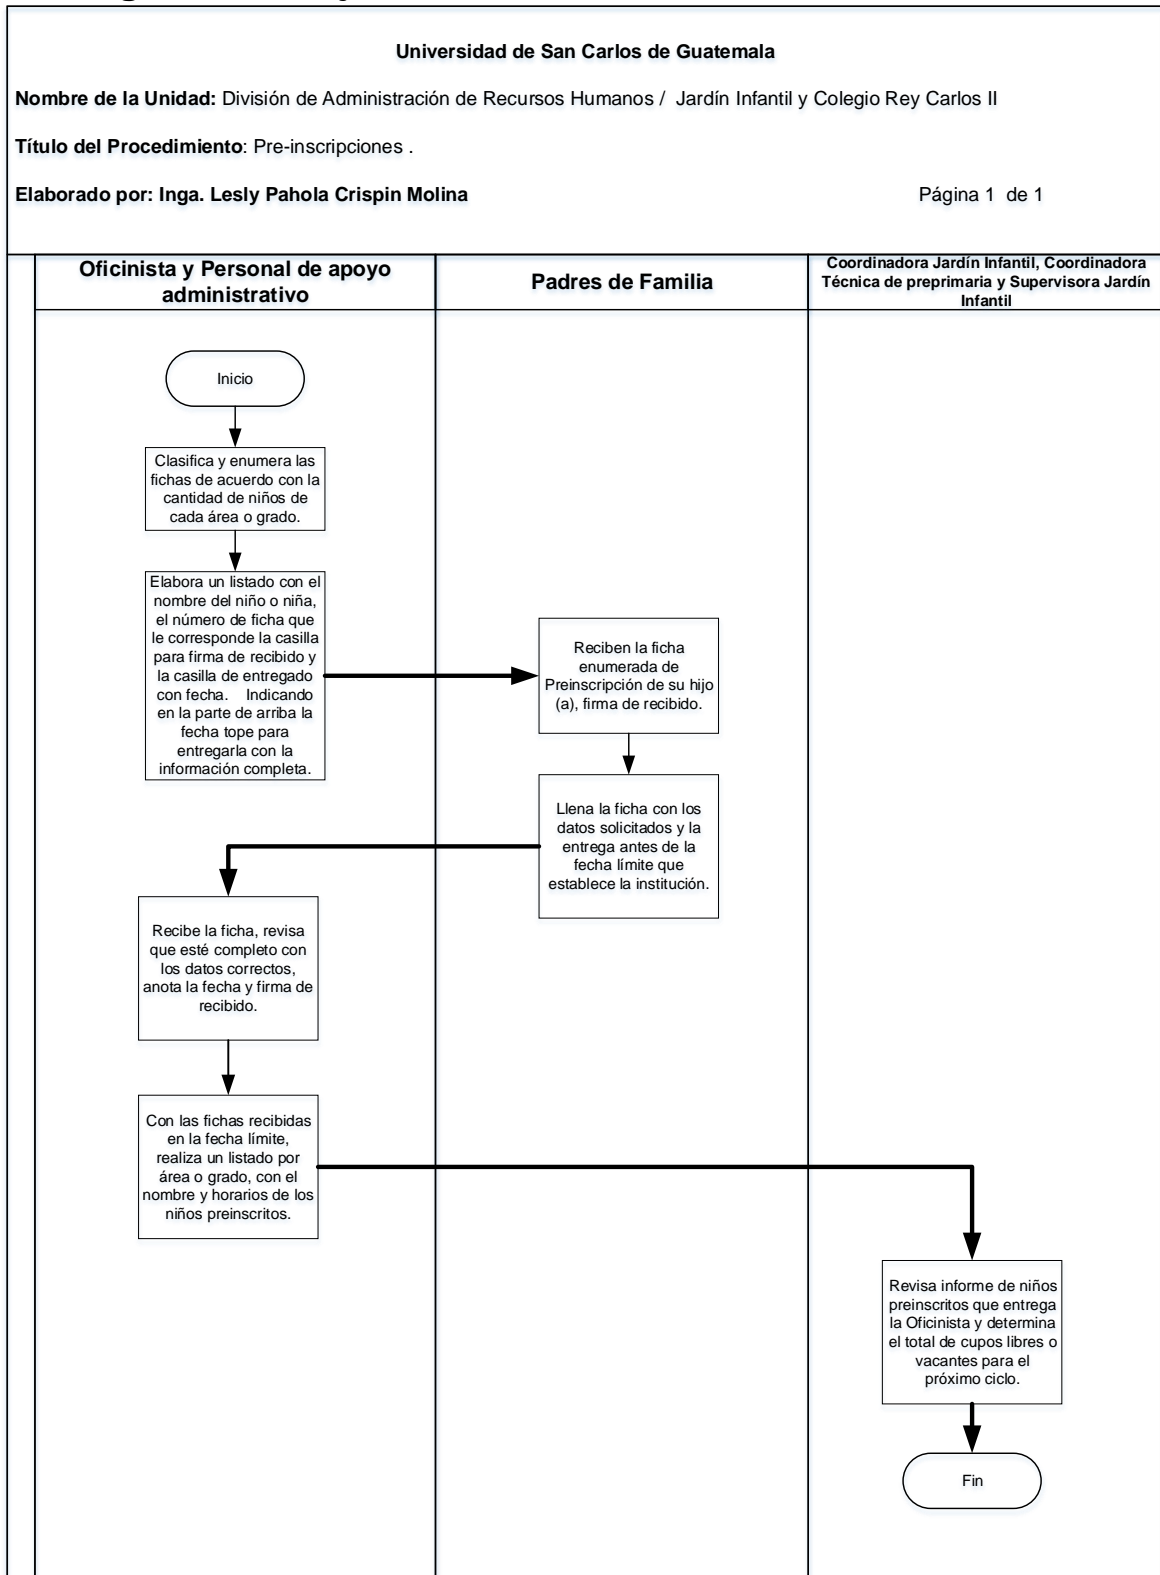 Universidad de San Carlos de Guatemala
Nombre de la Unidad: División de Administración de Recursos Humanos / Jardín Infantil y Colegio Rey Carlos II
Título del Procedimiento: Pre-inscripciones .
Elaborado por: Inga. Lesly Pahola Crispin Molina
Página 1 de 1
Oficinista y Personal de apoyo
administrativo
Padres de Familia
Coordinadora Jardín Infantil, Coordinadora
Técnica de preprimaria y Supervisora Jardín
Infantil
Inicio
Clasifica y enumera las
fichas de acuerdo con la
cantidad de niños de
cada área o grado.
Elabora un listado con el
nombre del niño o niña,
el número de ficha que
le corresponde la casilla
para firma de recibido y
la casilla de entregado
con fecha. Indicando
en la parte de arriba la
fecha tope para
entregarla con la
información completa.
Reciben la ficha
enumerada de
Preinscripción de su hijo
(a), firma de recibido.
Llena la ficha con los
datos solicitados y la
entrega antes de la
fecha límite que
establece la institución.
Recibe la ficha, revisa
que esté completo con
los datos correctos,
anota la fecha y firma de
recibido.
Con las fichas recibidas
en la fecha límite,
realiza un listado por
área o grado, con el
nombre y horarios de los
niños preinscritos.
Revisa informe de niños
preinscritos que entrega
la Oficinista y determina
el total de cupos libres o
vacantes para el
próximo ciclo.
Fin